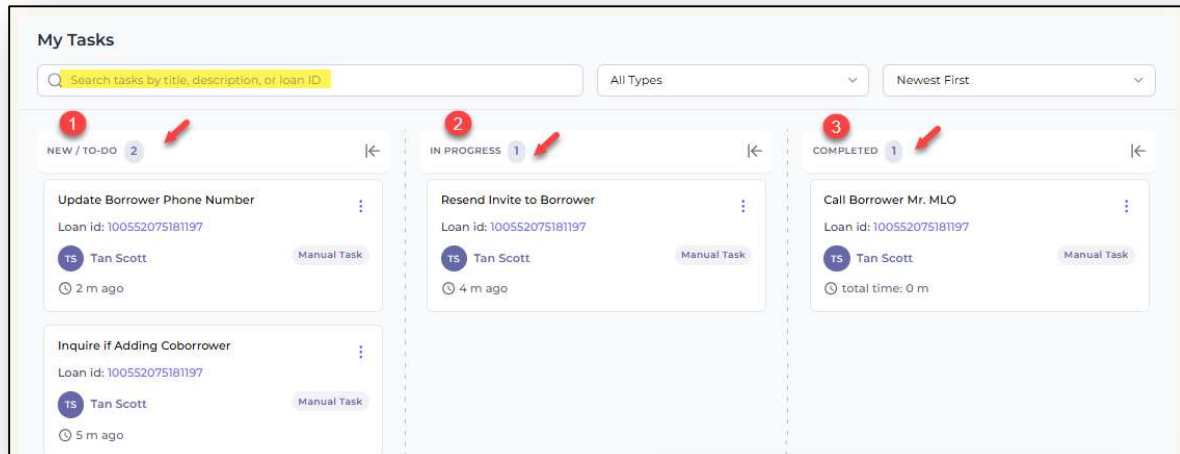 My Tasks
Search tasks by title, description, or loan ID
All Types
Newest First
1
NEW / TO-DO 2
Update Borrower Phone Number
Loan id: 100552075181197
TS Tan Scott
Manual Task
2 m ago
Inquire if Adding Coborrower
Loan id: 100552075181197
TS Tan Scott
Manual Task
5 m ago
2
IN PROGRESS 1
Resend Invite to Borrower
Loan id: 100552075181197
TS Tan Scott
Manual Task
4 m ago
3
COMPLETED 1
Call Borrower Mr. MLO
Loan id: 100552075181197
TS Tan Scott
Manual Task
total time: 0 m